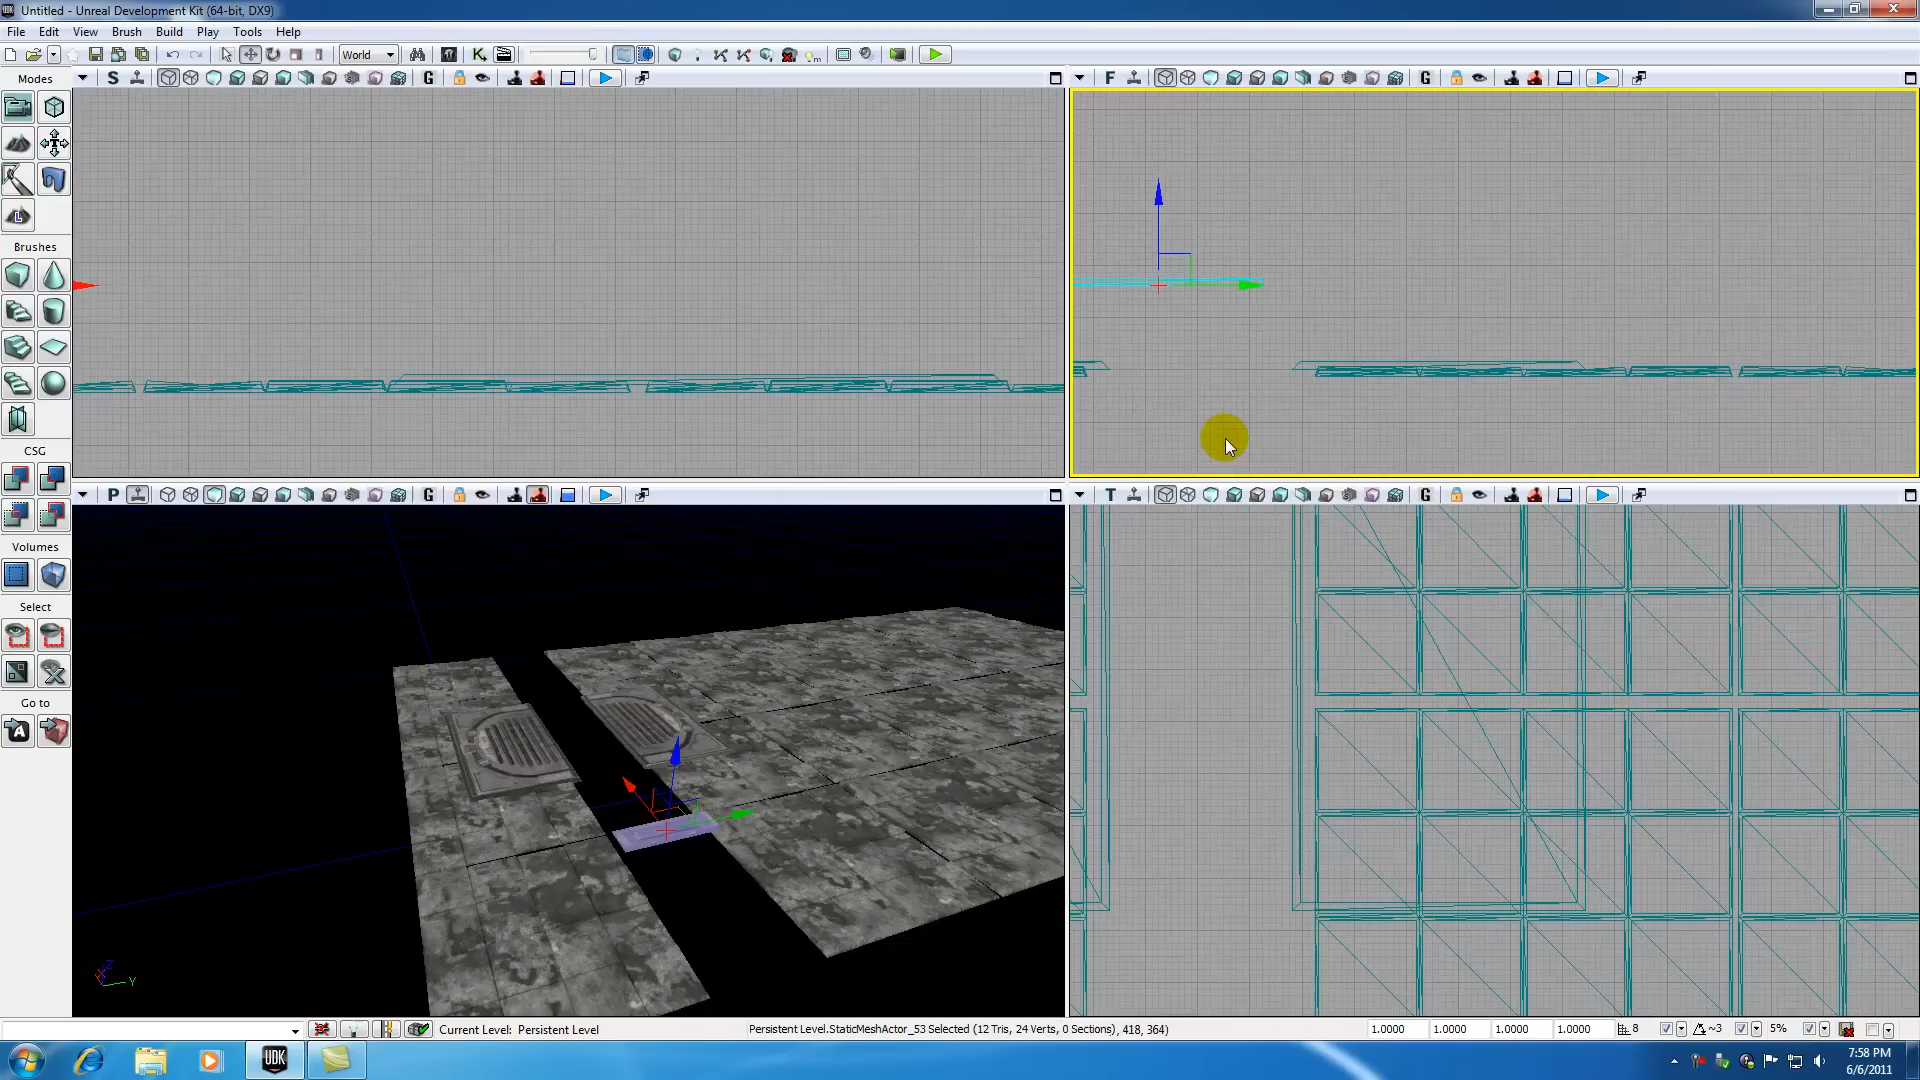 Untitled - Unreal Development Kit (64-bit, DX9)
File Edit View Brush Build Play Tools Help
World
Modes
S
G
F
G
Brushes
CSG
P
G
T
G
Volumes
Select
Go to
A
Z
Y
Current Level: Persistent Level
Persistent Level.StaticMeshActor_53 Selected (12 Tris, 24 Verts, 0 Sections), 418, 364)
1.0000 1.0000 1.0000 1.0000
8
~3
5%
UDK
7:58 PM
6/6/2011